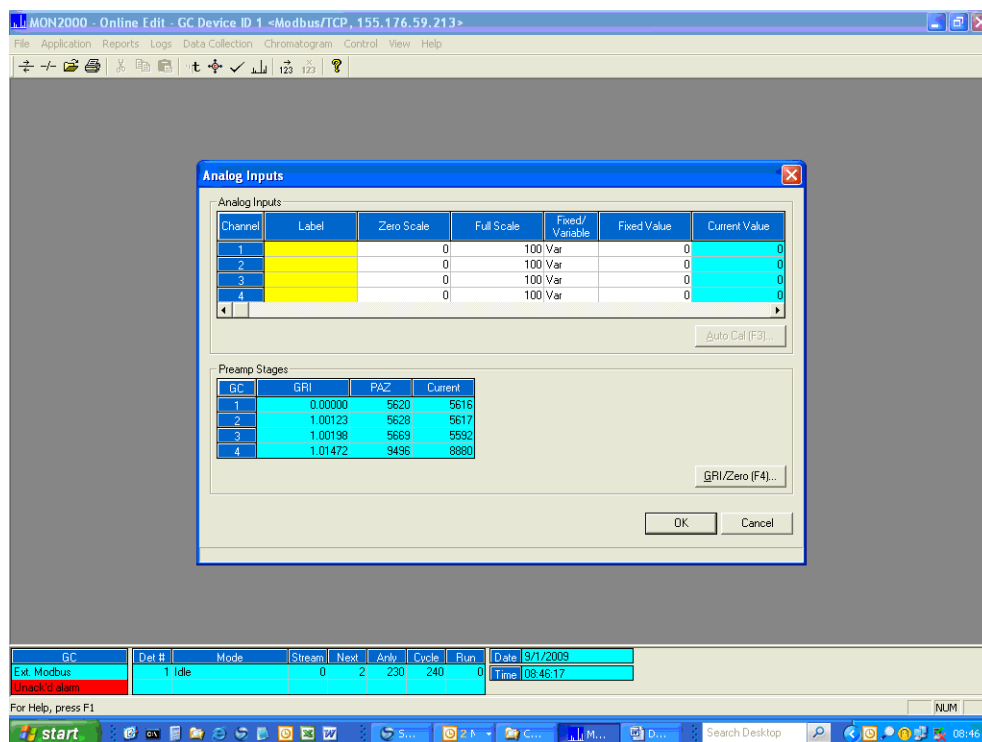 MON2000 - Online Edit - GC Device ID 1 <Modbus/TCP, 155.176.59.213>
File Application Reports Logs Data Collection Chromatogram Control View Help
Analog Inputs
Analog Inputs
Channel Label Zero Scale Full Scale Fixed/ Variable Fixed Value Current Value
1 0 100 Var 0 0
2 0 100 Var 0 0
3 0 100 Var 0 0
4 0 100 Var 0 0
Auto Cal (F3)...
Preamp Stages
GC GRI PAZ Current
1 0.00000 5620 5616
2 1.00123 5628 5617
3 1.00198 5669 5592
4 1.01472 9496 8880
GRI/Zero (F4)...
OK Cancel
GC Det # Mode Stream Next Anly Cycle Run Date 9/1/2009
Ext. Modbus 1 Idle 0 2 230 240 0 Time 08:46:17
Unack'd alarm
For Help, press F1 NUM
start S... 2 M... C... M... D... Search Desktop 08:46